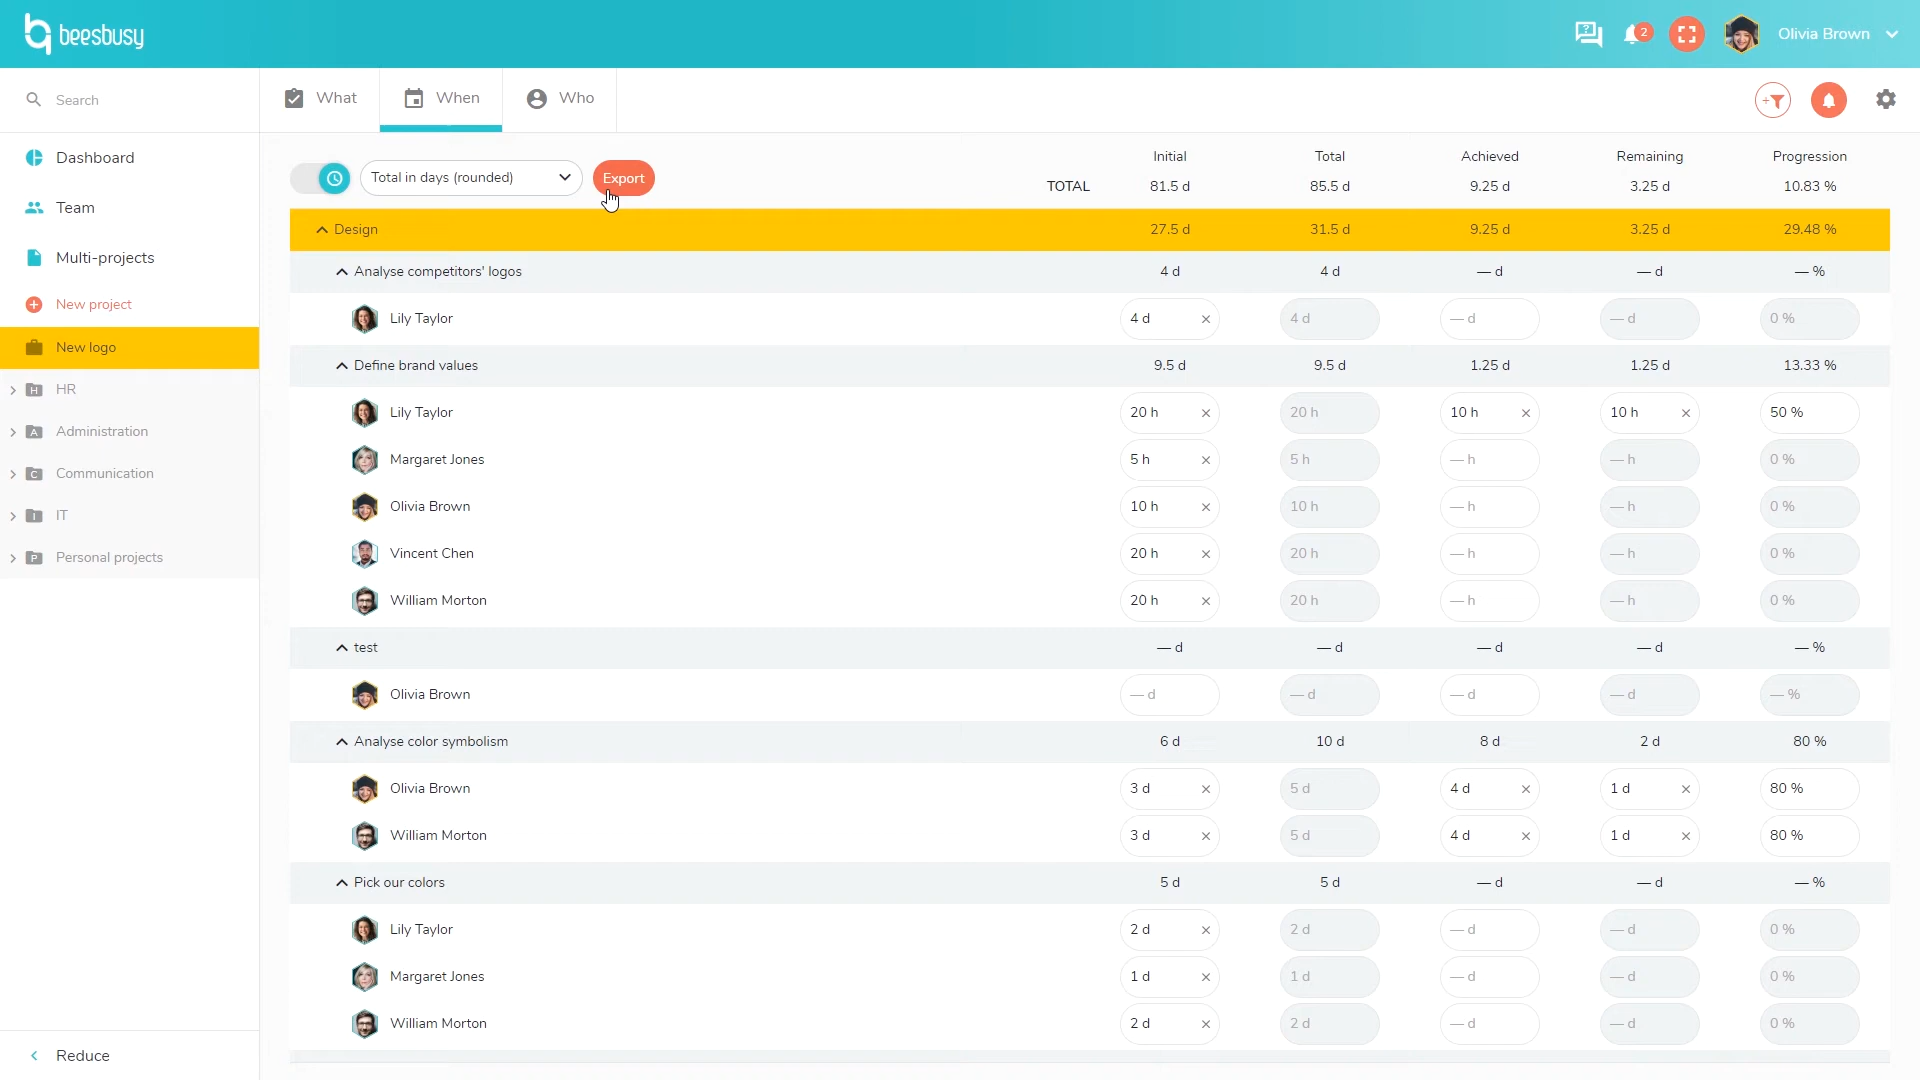 beesbusy
2
Olivia Brown
Search
What
When
Who
Dashboard
Team
Multi-projects
New project
New logo
H HR
A Administration
C Communication
I IT
P Personal projects
Reduce
Total in days (rounded)
Export
Initial Total Achieved Remaining Progression
TOTAL 81.5 d 85.5 d 9.25 d 3.25 d 10.83 %
Design 27.5 d 31.5 d 9.25 d 3.25 d 29.48 %
Analyse competitors' logos 4 d 4 d — d — d — %
Lily Taylor 4 d × 4 d — d — d 0 %
Define brand values 9.5 d 9.5 d 1.25 d 1.25 d 13.33 %
Lily Taylor 20 h × 20 h 10 h × 10 h × 50 %
Margaret Jones 5 h × 5 h — h — h 0 %
Olivia Brown 10 h × 10 h — h — h 0 %
Vincent Chen 20 h × 20 h — h — h 0 %
William Morton 20 h × 20 h — h — h 0 %
test — d — d — d — d — %
Olivia Brown — d — d — d — d — %
Analyse color symbolism 6 d 10 d 8 d 2 d 80 %
Olivia Brown 3 d × 5 d 4 d × 1 d × 80 %
William Morton 3 d × 5 d 4 d × 1 d × 80 %
Pick our colors 5 d 5 d — d — d — %
Lily Taylor 2 d × 2 d — d — d 0 %
Margaret Jones 1 d × 1 d — d — d 0 %
William Morton 2 d × 2 d — d — d 0 %